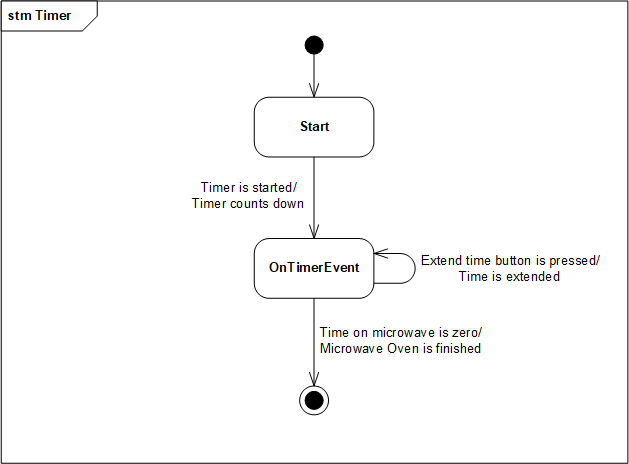 stm Timer
Start
Timer is started/
Timer counts down
OnTimerEvent
Extend time button is pressed/
Time is extended
Time on microwave is zero/
Microwave Oven is finished